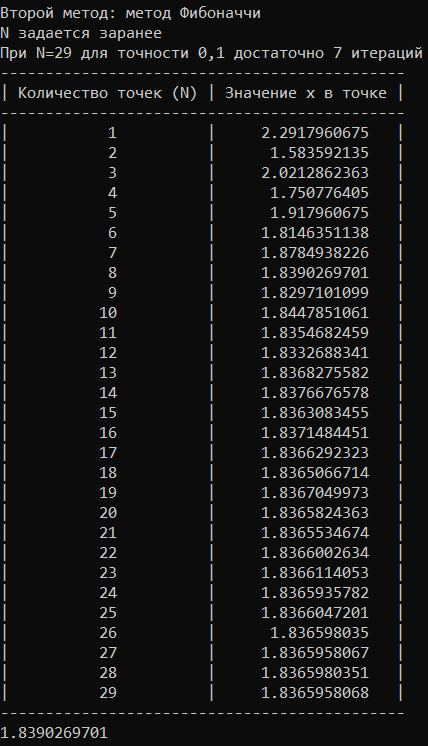 Второй метод: метод Фибоначчи
N задается заранее
При N=29 для точности 0,1 достаточно 7 итераций
---------------------------------------------
| Количество точек (N) | Значение x в точке |
---------------------------------------------
| 1 | 2.2917960675 |
| 2 | 1.583592135 |
| 3 | 2.0212862363 |
| 4 | 1.750776405 |
| 5 | 1.917960675 |
| 6 | 1.8146351138 |
| 7 | 1.8784938226 |
| 8 | 1.8390269701 |
| 9 | 1.8297101099 |
| 10 | 1.8447851061 |
| 11 | 1.8354682459 |
| 12 | 1.8332688341 |
| 13 | 1.8368275582 |
| 14 | 1.8376676578 |
| 15 | 1.8363083455 |
| 16 | 1.8371484451 |
| 17 | 1.8366292323 |
| 18 | 1.8365066714 |
| 19 | 1.8367049973 |
| 20 | 1.8365824363 |
| 21 | 1.8365534674 |
| 22 | 1.8366002634 |
| 23 | 1.8366114053 |
| 24 | 1.8365935782 |
| 25 | 1.8366047201 |
| 26 | 1.836598035 |
| 27 | 1.8365958067 |
| 28 | 1.8365980351 |
| 29 | 1.8365958068 |
---------------------------------------------
1.8390269701